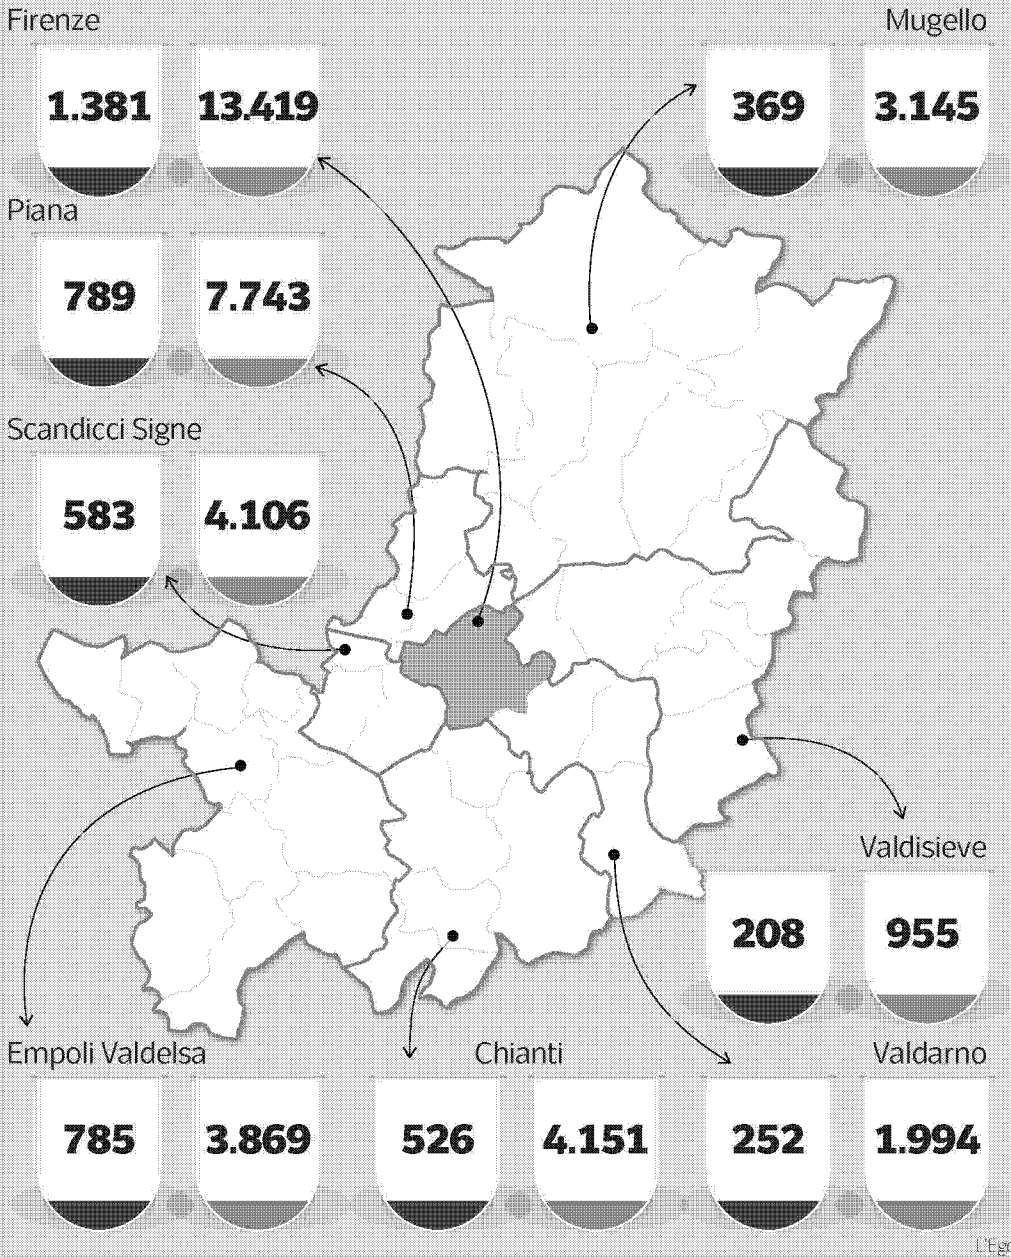 Firenze
1.381 13.419
Mugello
369 3.145
Piana
789 7.743
Scandicci Signe
583 4.106
Valdisieve
208 955
Empoli Valdelsa
785 3.869
Chianti
526 4.151
Valdarno
252 1.994